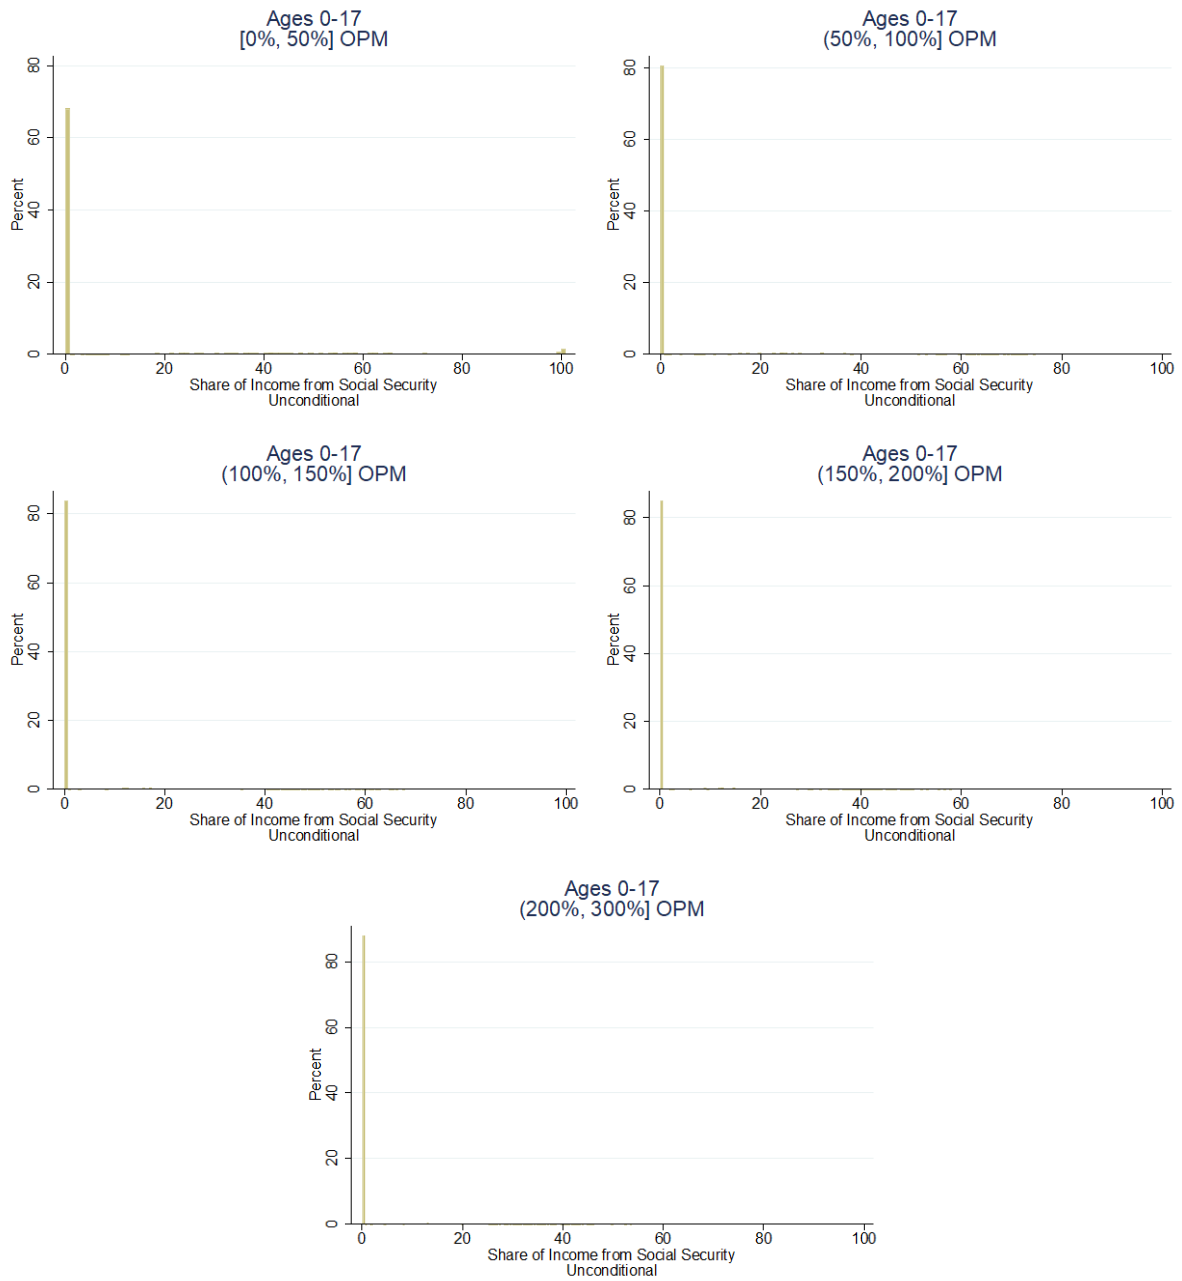 Ages 0-17
[0%, 50%] OPM
Percent
80
60
40
20
0
0 20 40 60 80 100
Share of Income from Social Security
Unconditional
Ages 0-17
(50%, 100%] OPM
Percent
80
60
40
20
0
0 20 40 60 80 100
Share of Income from Social Security
Unconditional
Ages 0-17
(100%, 150%] OPM
Percent
80
60
40
20
0
0 20 40 60 80 100
Share of Income from Social Security
Unconditional
Ages 0-17
(150%, 200%] OPM
Percent
80
60
40
20
0
0 20 40 60 80 100
Share of Income from Social Security
Unconditional
Ages 0-17
(200%, 300%] OPM
Percent
80
60
40
20
0
0 20 40 60 80 100
Share of Income from Social Security
Unconditional